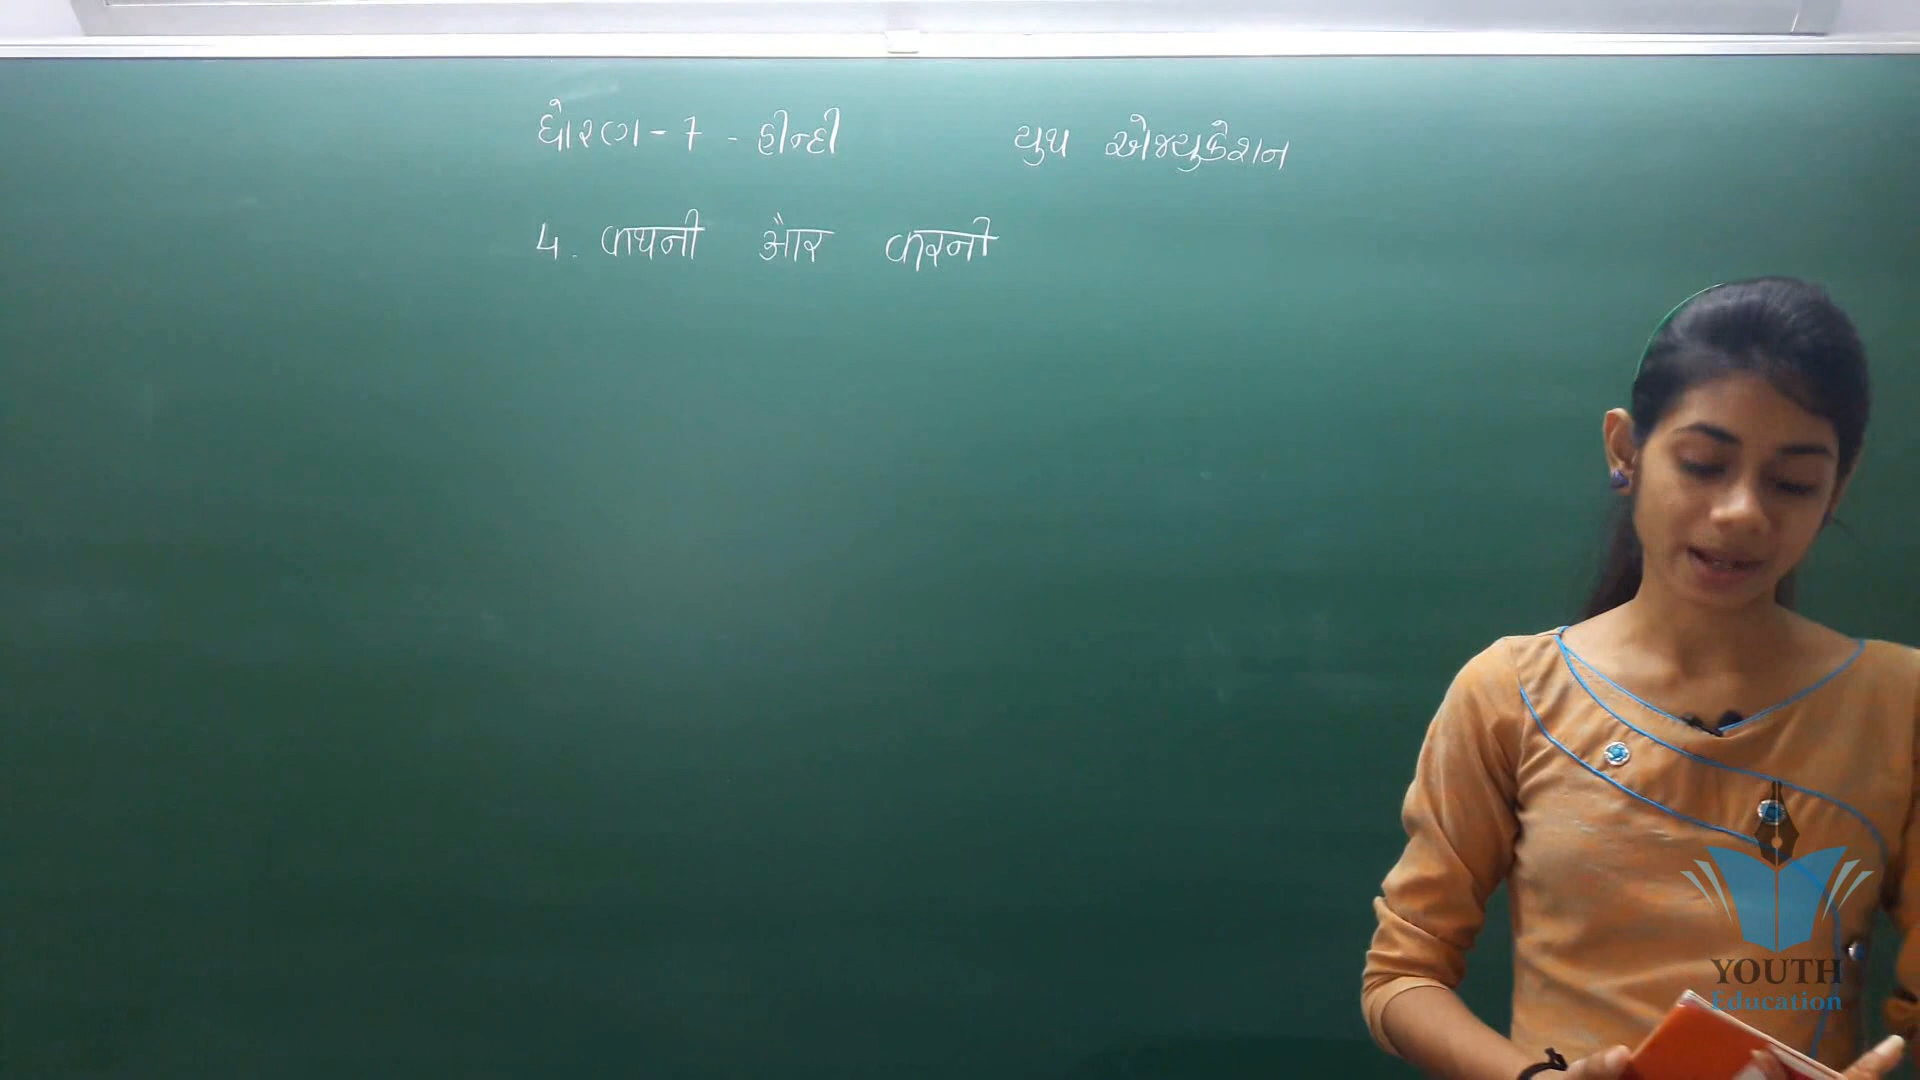 ધોરણ - 7 - હીન્દી યુથ એજ્યુકેશન
4. कथनी और करनी
YOUTH
Education